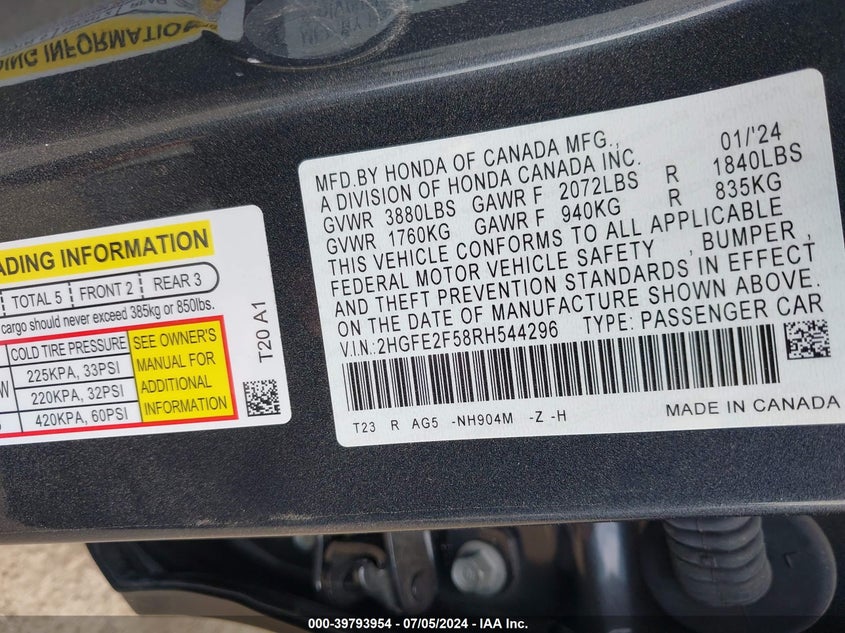 DING INFORMATION
MFD.BY HONDA OF CANADA MFG., 01/'24
A DIVISION OF HONDA CANADA INC.
GVWR 3880LBS GAWR F 2072LBS R 1840LBS
GVWR 1760KG GAWR F 940KG R 835KG
THIS VEHICLE CONFORMS TO ALL APPLICABLE
FEDERAL MOTOR VEHICLE SAFETY , BUMPER ,
AND THEFT PREVENTION STANDARDS IN EFFECT
ON THE DATE OF MANUFACTURE SHOWN ABOVE.
V.I.N.:2HGFE2F58RH544296 TYPE: PASSENGER CAR
T23 R AG5 -NH904M -Z -H MADE IN CANADA
ADING INFORMATION
TOTAL 5 FRONT 2 REAR 3
cargo should never exceed 385kg or 850lbs.
COLD TIRE PRESSURE
225KPA, 33PSI
220KPA, 32PSI
420KPA, 60PSI
SEE OWNER'S
MANUAL FOR
ADDITIONAL
INFORMATION
T20 A1
000-39793954 - 07/05/2024 - IAA Inc.